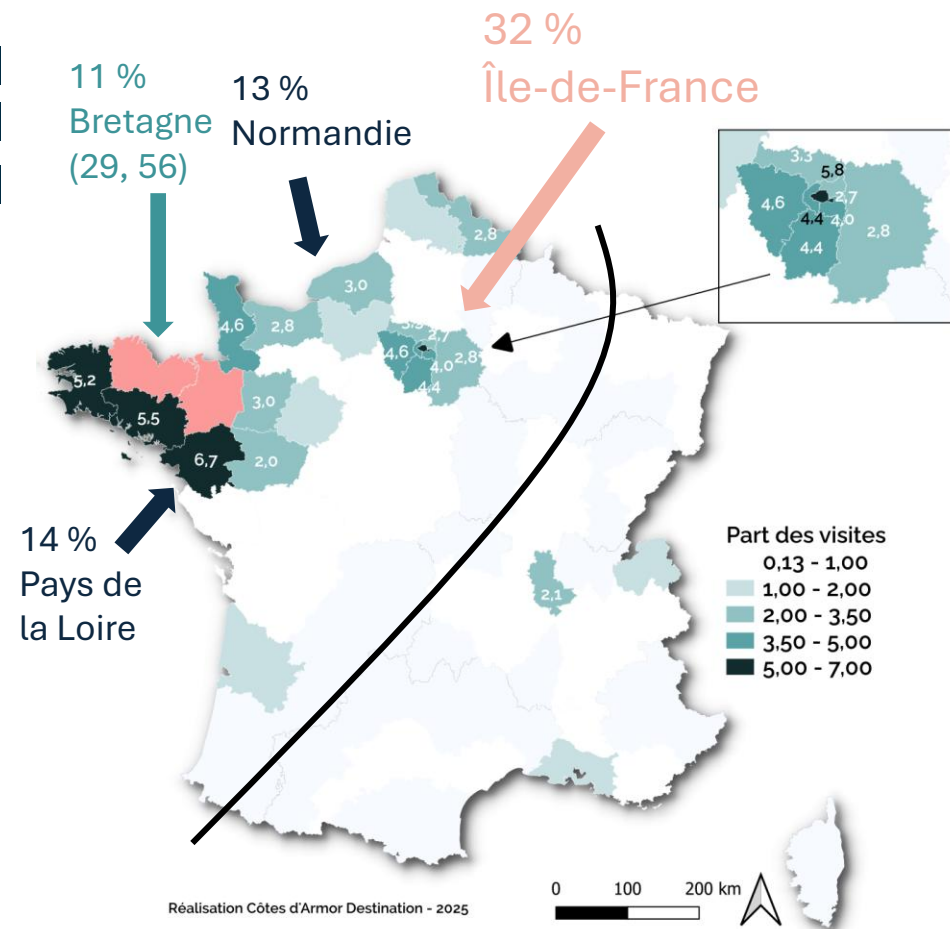 32 %
Île-de-France
11 %
Bretagne
(29, 56)
13 %
Normandie
3,3
5,8
4,6
2,7
4,4
4,0
2,8
4,4
2,8
3,0
4,6
2,8
2,7
4,6
2,8
4,0
4,4
5,2
3,0
5,5
6,7
2,0
14 %
Pays de
la Loire
2,1
Part des visites
0,13 - 1,00
1,00 - 2,00
2,00 - 3,50
3,50 - 5,00
5,00 - 7,00
0 100 200 km
Réalisation Côtes d'Armor Destination - 2025